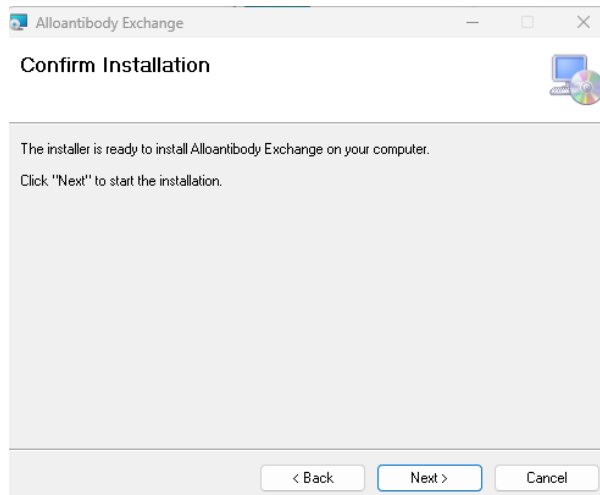 Alloantibody Exchange
Confirm Installation
The installer is ready to install Alloantibody Exchange on your computer.
Click "Next" to start the installation.
< Back
Next >
Cancel